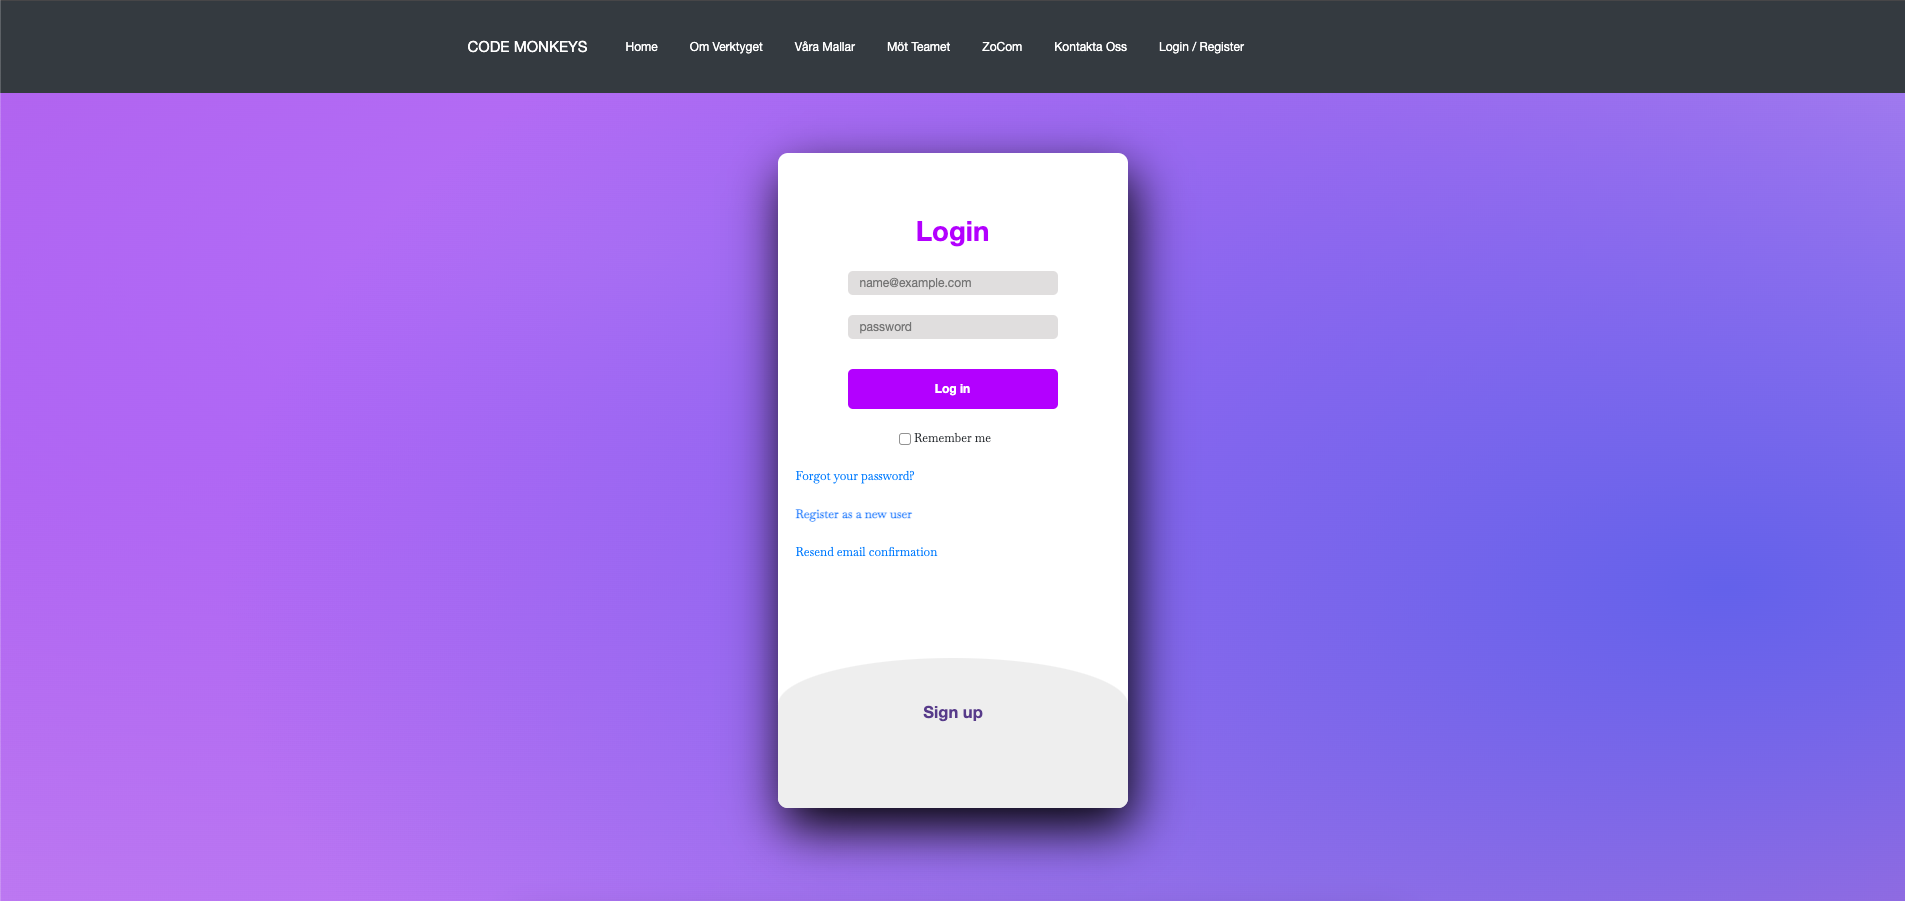 CODE MONKEYS Home Om Verktyget Våra Mallar Möt Teamet ZoCom Kontakta Oss Login / Register
Login
name@example.com
password
Log in
Remember me
Forgot your password?
Register as a new user
Resend email confirmation
Sign up